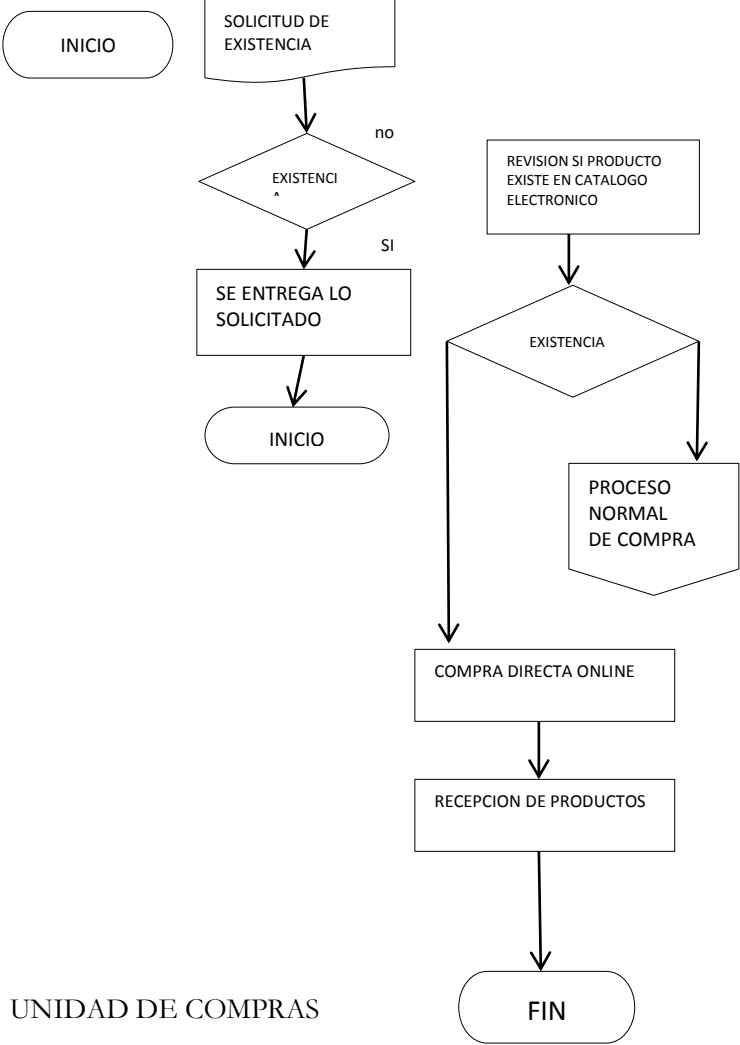 INICIO
SOLICITUD DE
EXISTENCIA
no
EXISTENCI
SI
SE ENTREGA LO
SOLICITADO
INICIO
REVISION SI PRODUCTO
EXISTE EN CATALOGO
ELECTRONICO
EXISTENCIA
PROCESO
NORMAL
DE COMPRA
COMPRA DIRECTA ONLINE
RECEPCION DE PRODUCTOS
FIN
UNIDAD DE COMPRAS